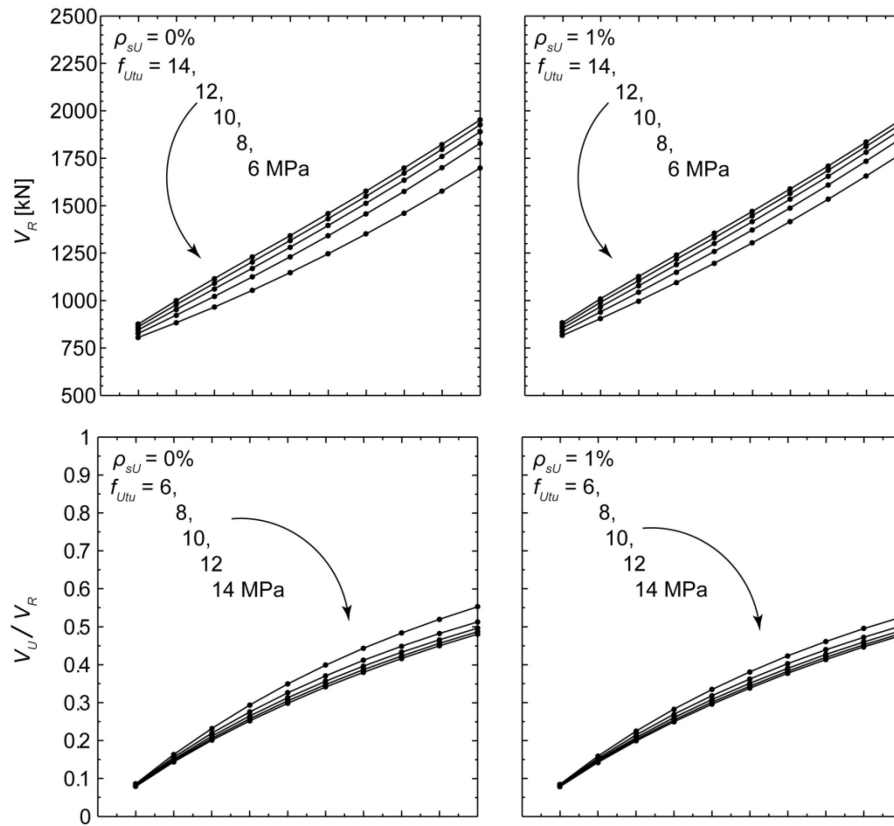 2500
2250
2000
1750
1500
1250
1000
750
500
V_R [kN]
ρ_sU = 0%
f_Utu = 14,
12,
10,
8,
6 MPa
ρ_sU = 1%
f_Utu = 14,
12,
10,
8,
6 MPa
1
0.9
0.8
0.7
0.6
0.5
0.4
0.3
0.2
0.1
0
V_U / V_R
ρ_sU = 0%
f_Utu = 6,
8,
10,
12
14 MPa
ρ_sU = 1%
f_Utu = 6,
8,
10,
12
14 MPa